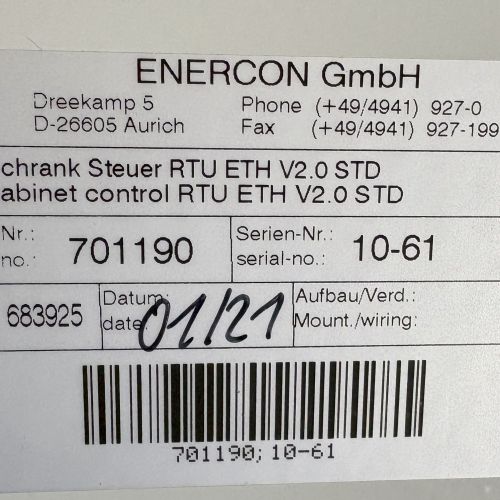 ENERCON GmbH
Dreekamp 5
D-26605 Aurich
Phone (+49/4941) 927-0
Fax (+49/4941) 927-199
chrank Steuer RTU ETH V2.0 STD
abinet control RTU ETH V2.0 STD
Nr.:
no.:
701190
Serien-Nr.:
serial-no.:
10-61
683925
Datum:
date:
01/21
Aufbau/Verd.:
Mount./wiring:
701190; 10-61